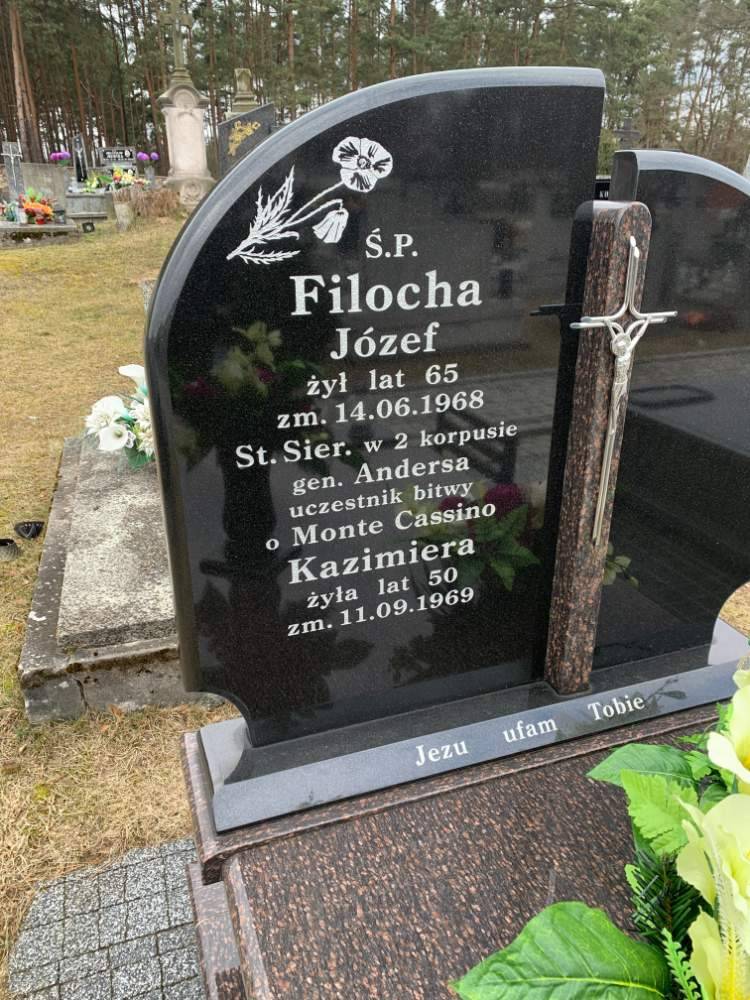 Ś.P.
Filocha
Józef
żył lat 65
zm. 14.06.1968
St. Sier. w 2 korpusie
gen. Andersa
uczestnik bitwy
o Monte Cassino
Kazimiera
żyła lat 50
zm. 11.09.1969
Jezu ufam Tobie